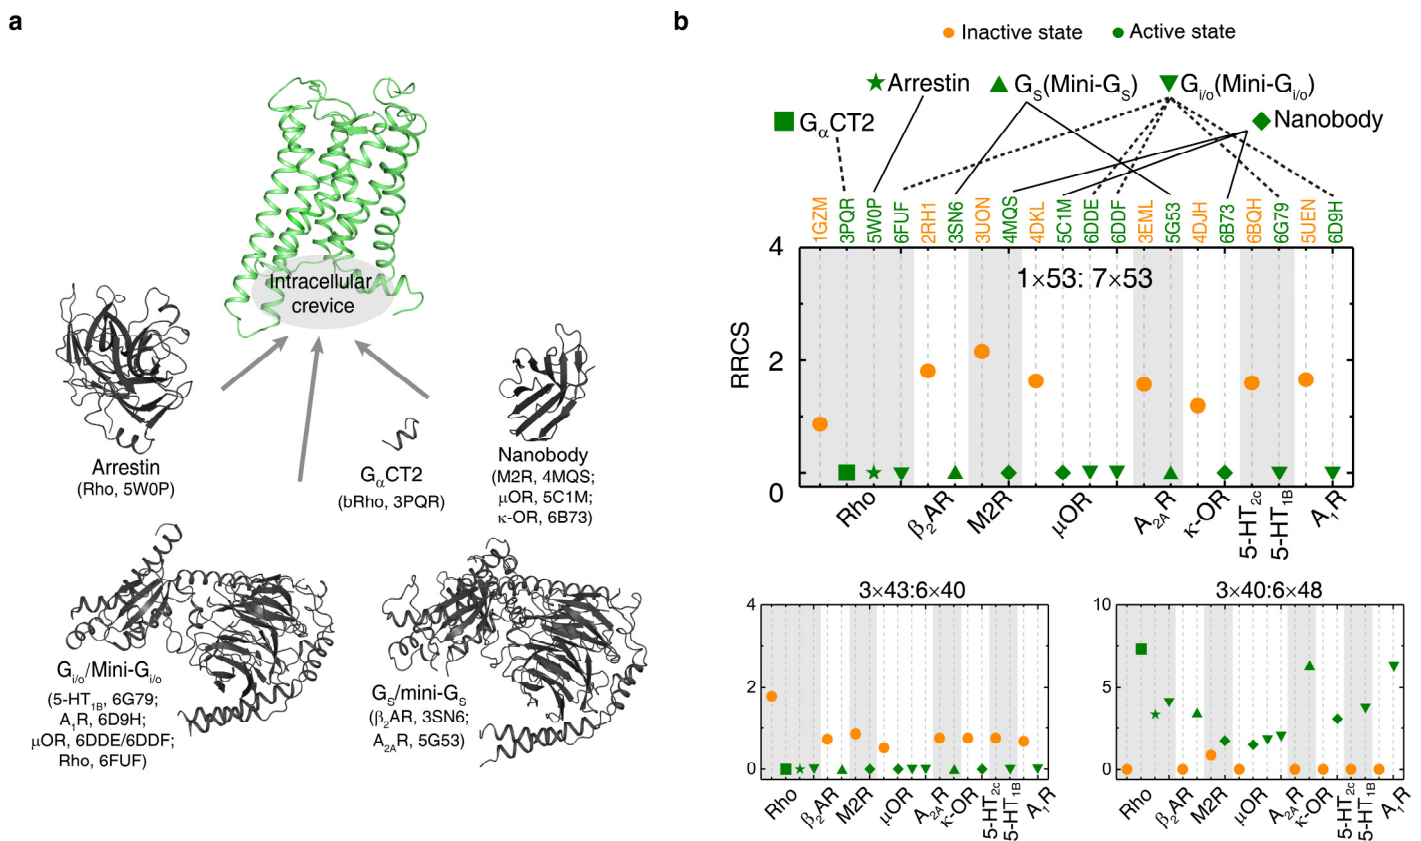 a
Intracellular
crevice
Arrestin
(Rho, 5W0P)
GαCT2
(bRho, 3PQR)
Nanobody
(M2R, 4MQS;
μOR, 5C1M;
κ-OR, 6B73)
Gi/o/Mini-Gi/o
(5-HT1B, 6G79;
A1R, 6D9H;
μOR, 6DDE/6DDF;
Rho, 6FUF)
GS/mini-GS
(β2AR, 3SN6;
A2AR, 5G53)
b
Inactive state
Active state
Arrestin
GS(Mini-GS)
Gi/o(Mini-Gi/o)
GαCT2
Nanobody
1GZM
3PQR
5W0P
6FUF
2RH1
3SN6
3UON
4MQS
4DKL
5C1M
6DDE
6DDF
3EML
5G53
4DJH
6B73
6BQH
6G79
5UEN
6D9H
1×53: 7×53
RRCS
4
2
0
Rho
β2AR
M2R
μOR
A2AR
κ-OR
5-HT2c
5-HT1B
A1R
3×43:6×40
4
2
0
Rho
β2AR
M2R
μOR
A2AR
κ-OR
5-HT2c
5-HT1B
A1R
3×40:6×48
10
5
0
Rho
β2AR
M2R
μOR
A2AR
κ-OR
5-HT2c
5-HT1B
A1R